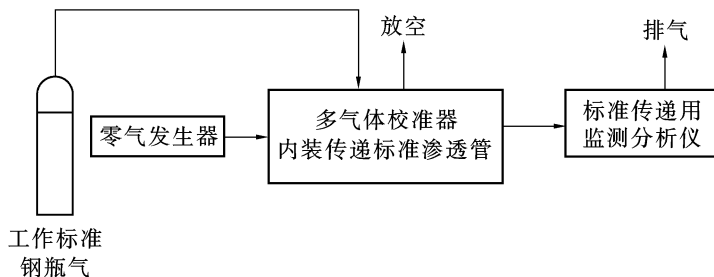 放空
排气
零气发生器
多气体校准器
内装传递标准渗透管
标准传递用
监测分析仪
工作标准
钢瓶气